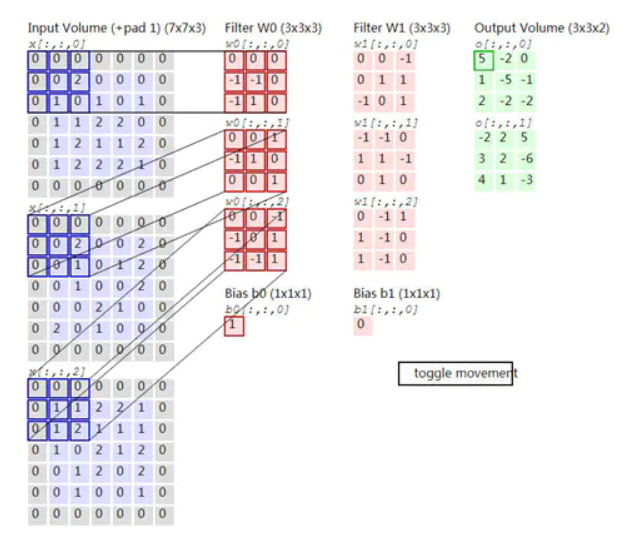 Input Volume (+pad 1) (7x7x3)
x[:,:,0]
0 0 0 0 0 0 0
0 0 2 0 0 0 0
0 1 0 1 0 1 0
0 1 1 2 2 0 0
0 1 2 1 1 2 0
0 1 2 2 2 1 0
0 0 0 0 0 0 0
x[:,:,1]
0 0 0 0 0 0 0
0 0 2 0 0 2 0
0 0 1 0 1 2 0
0 0 1 0 0 2 0
0 0 0 2 1 0 0
0 2 0 1 0 0 0
0 0 0 0 0 0 0
x[:,:,2]
0 0 0 0 0 0 0
0 1 1 2 2 1 0
0 1 2 1 1 1 0
0 1 0 2 1 2 0
0 0 1 2 0 2 0
0 0 1 0 0 1 0
0 0 0 0 0 0 0
Filter W0 (3x3x3)
w0[:,:,0]
0 0 0
-1 -1 0
-1 1 0
w0[:,:,1]
0 0 1
-1 1 0
0 0 1
w0[:,:,2]
0 0 -1
-1 0 1
-1 -1 1
Bias b0 (1x1x1)
b0[:,:,0]
1
Filter W1 (3x3x3)
w1[:,:,0]
0 0 -1
0 1 1
-1 0 1
w1[:,:,1]
-1 -1 0
1 1 -1
0 1 0
w1[:,:,2]
0 -1 1
1 -1 0
1 -1 0
Bias b1 (1x1x1)
b1[:,:,0]
0
Output Volume (3x3x2)
o[:,:,0]
5 -2 0
1 -5 -1
2 -2 -2
o[:,:,1]
-2 2 5
3 2 -6
4 1 -3
toggle movement